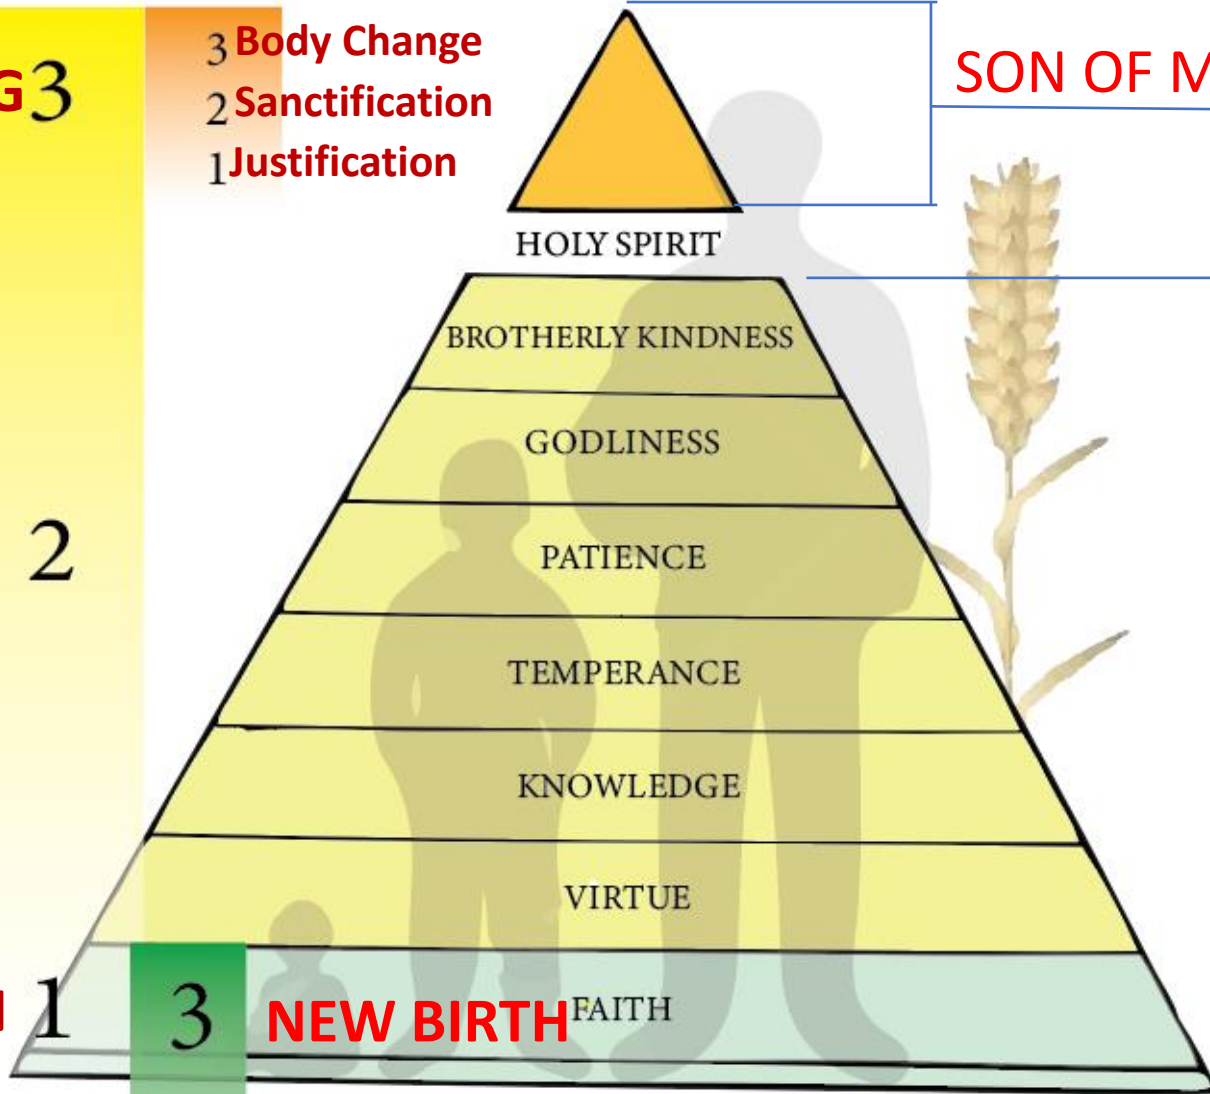 G 3
3 Body Change
2 Sanctification
1 Justification
SON OF M
HOLY SPIRIT
BROTHERLY KINDNESS
GODLINESS
2
PATIENCE
TEMPERANCE
KNOWLEDGE
VIRTUE
1
3
NEW BIRTH
FAITH